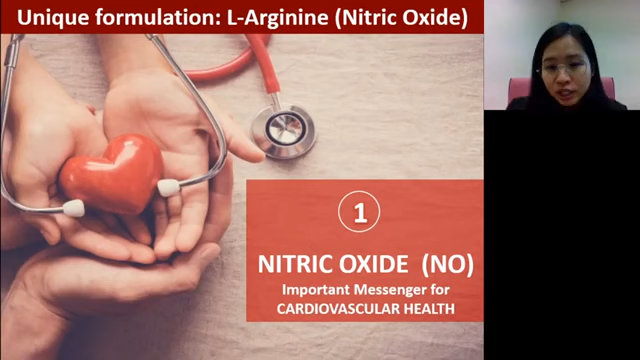 Unique formulation: L-Arginine (Nitric Oxide)
1
NITRIC OXIDE (NO)
Important Messenger for
CARDIOVASCULAR HEALTH